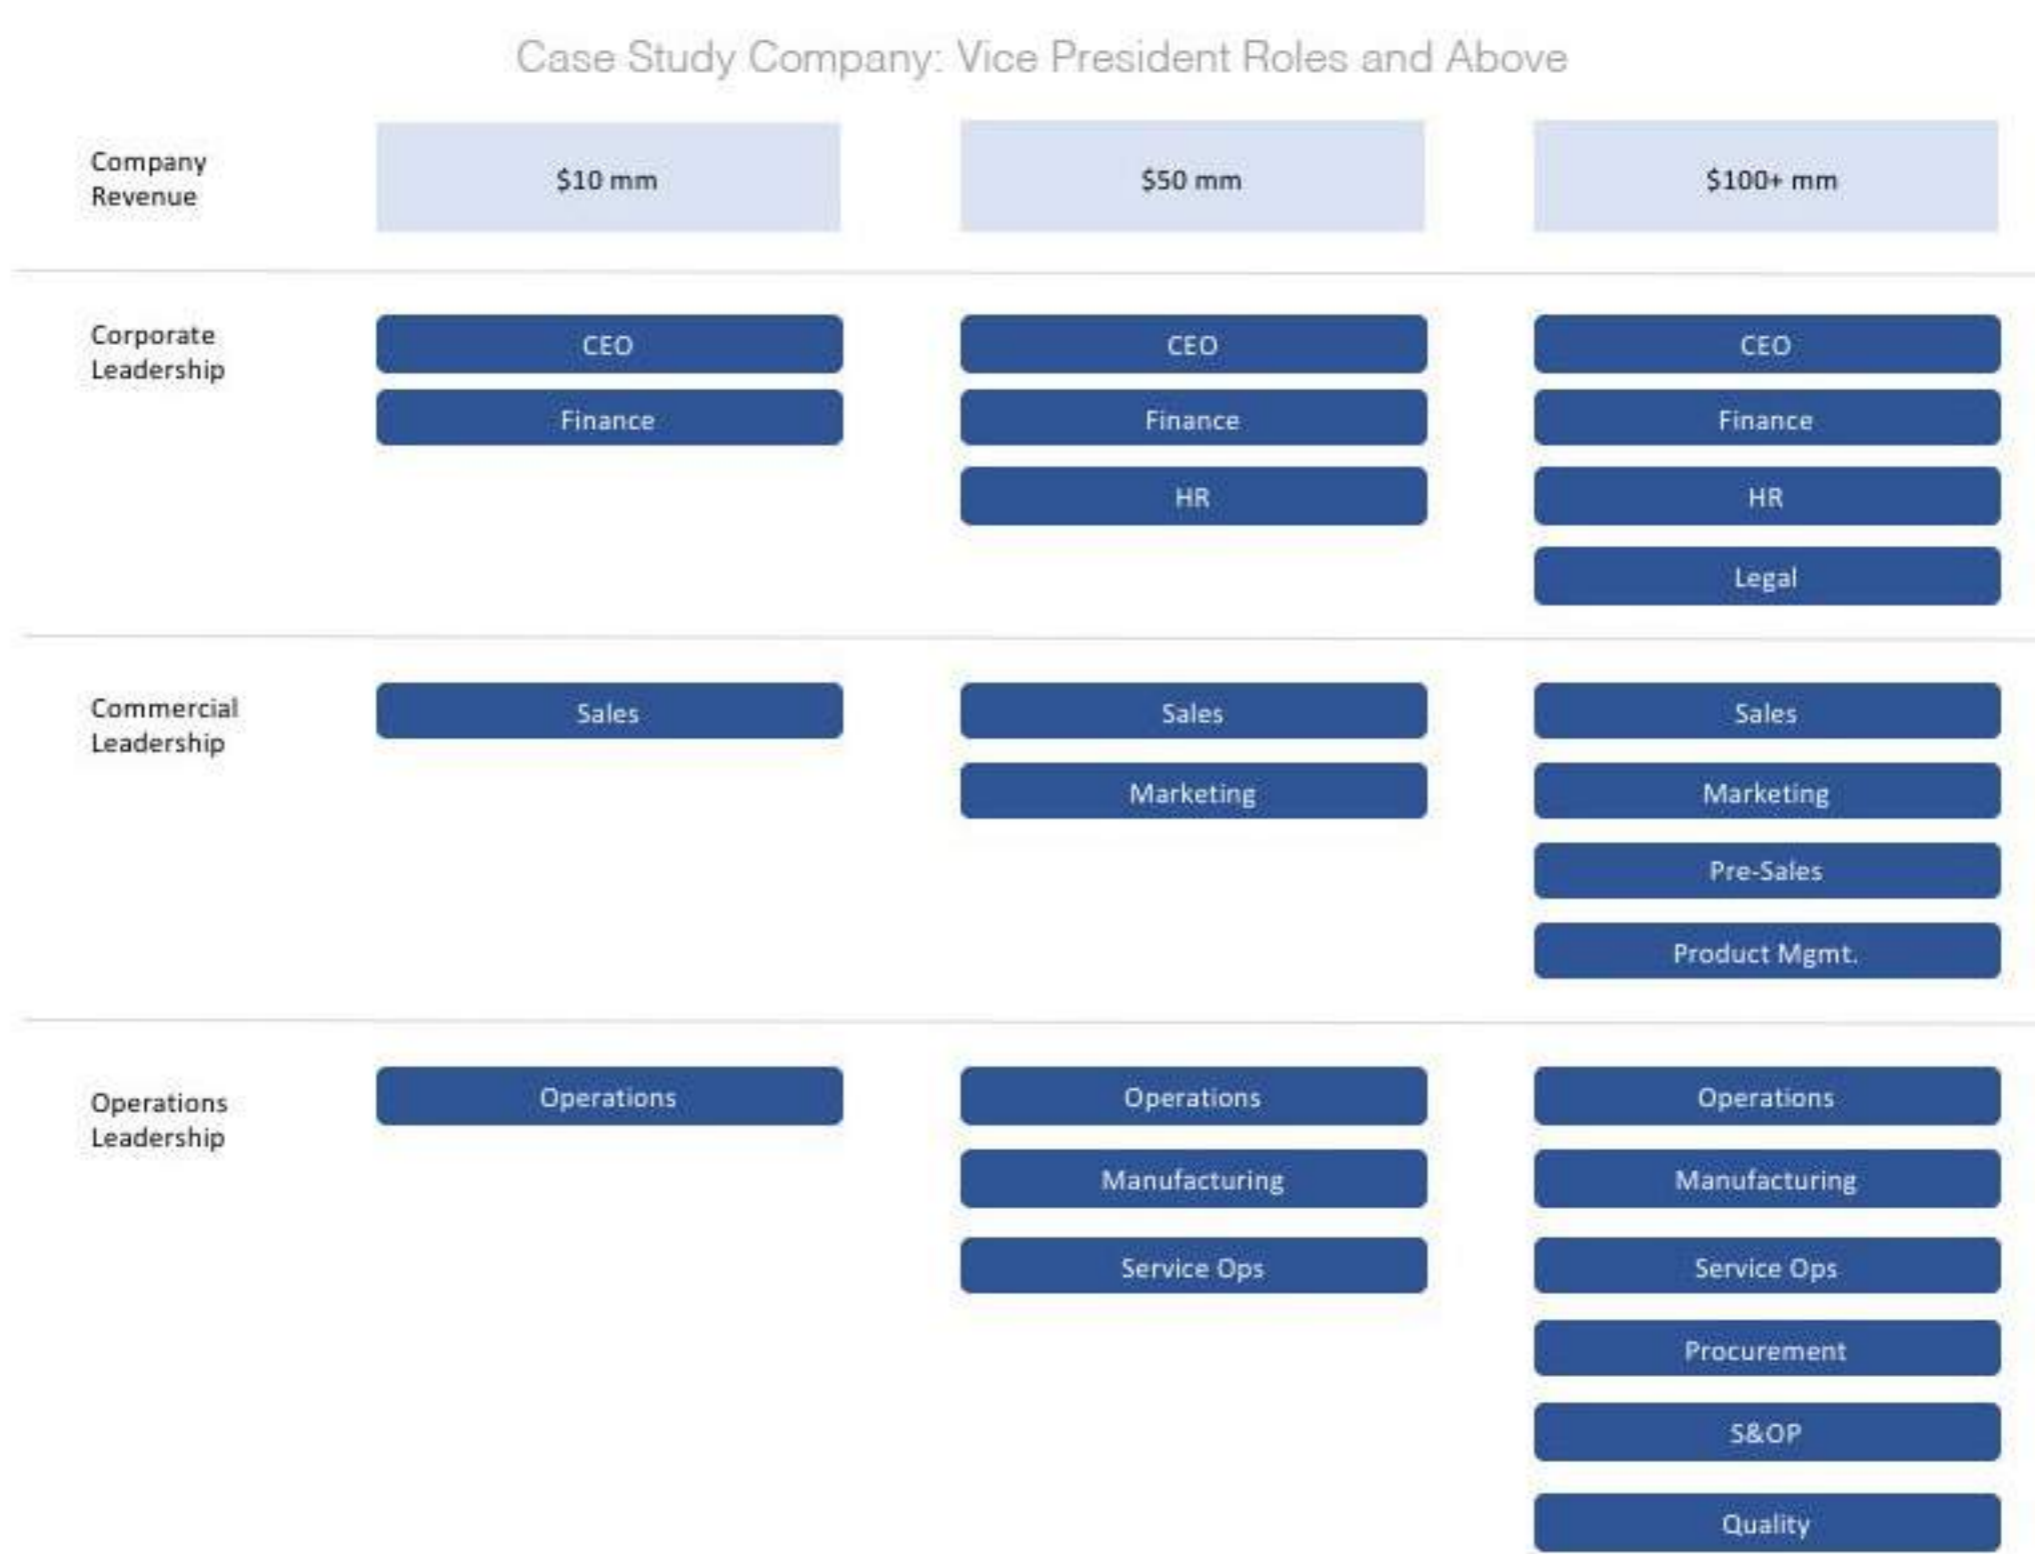 Case Study Company: Vice President Roles and Above
Company
Revenue
$10 mm
$50 mm
$100+ mm
Corporate
Leadership
CEO
CEO
CEO
Finance
Finance
Finance
HR
HR
Legal
Commercial
Leadership
Sales
Sales
Sales
Marketing
Marketing
Pre-Sales
Product Mgmt.
Operations
Leadership
Operations
Operations
Operations
Manufacturing
Manufacturing
Service Ops
Service Ops
Procurement
S&OP
Quality